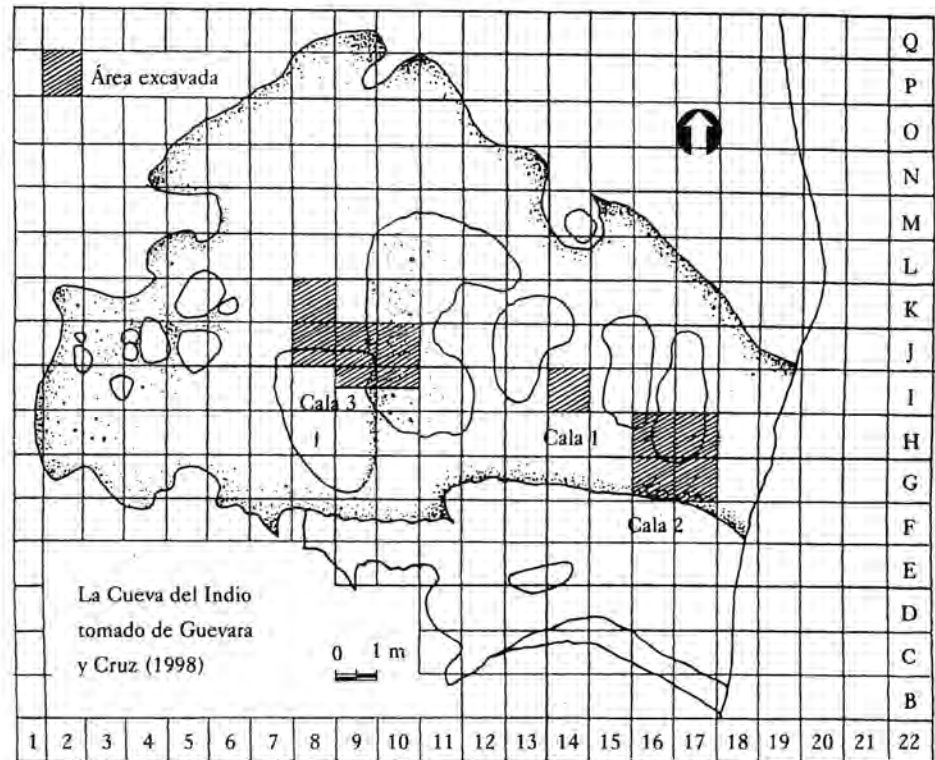 Área excavada
Q
P
O
N
M
L
K
J
I
H
G
F
E
D
C
B
Cala 3
Cala 1
Cala 2
La Cueva del Indio
tomado de Guevara
y Cruz (1998)
0 1 m
1 2 3 4 5 6 7 8 9 10 11 12 13 14 15 16 17 18 19 20 21 22